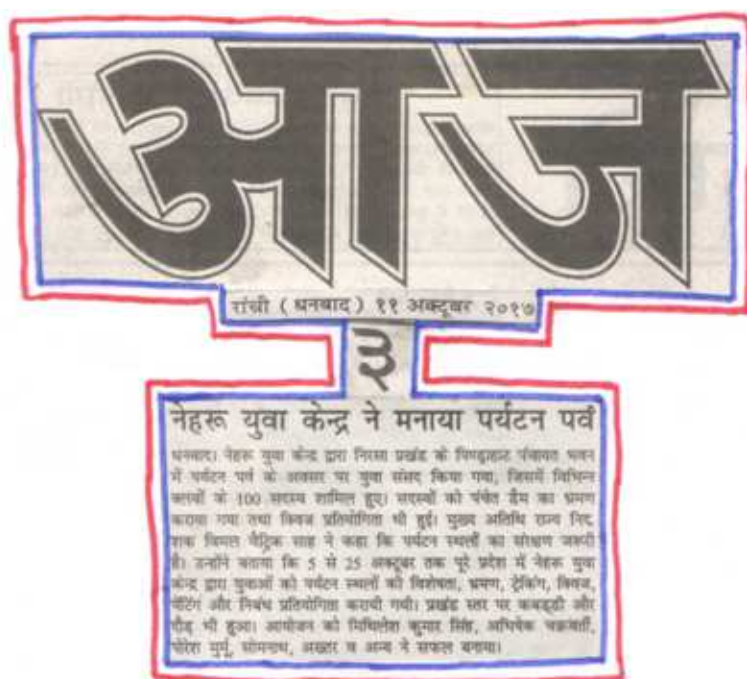 आज
रांची (धनबाद) ११ अक्टूबर २०१७
३
नेहरू युवा केन्द्र ने मनाया पर्यटन पर्व
धनबाद। नेहरू युवा केन्द्र द्वारा निरसा प्रखंड के पिण्ड्राहाट पंचायत भवन
में पर्यटन पर्व के अवसर पर युवा संसद किया गया, जिसमें विभिन्न
क्लबों के 100 सदस्य शामिल हुए। सदस्यों को पंचेत डैम का भ्रमण
कराया गया तथा क्विज प्रतियोगिता भी हुई। मुख्य अतिथि राज्य निद
शक विमल पैट्रिक साह ने कहा कि पर्यटन स्थलों का संरक्षण जरूरी
है। उन्होंने बताया कि 5 से 25 अक्टूबर तक पूरे प्रदेश में नेहरू युवा
केन्द्र द्वारा युवाओं को पर्यटन स्थलों की विशेषता, भ्रमण, ट्रेकिंग, क्विज,
पेंटिंग और निबंध प्रतियोगिता करायी गयी। प्रखंड स्तर पर कबड्डी और
दौड़ भी हुआ। आयोजन को मिथिलेश कुमार सिंह, अभिषेक चक्रवर्ती,
मुर्मू, सोमनाथ, अख्तर व अन्य ने सफल बनाया।